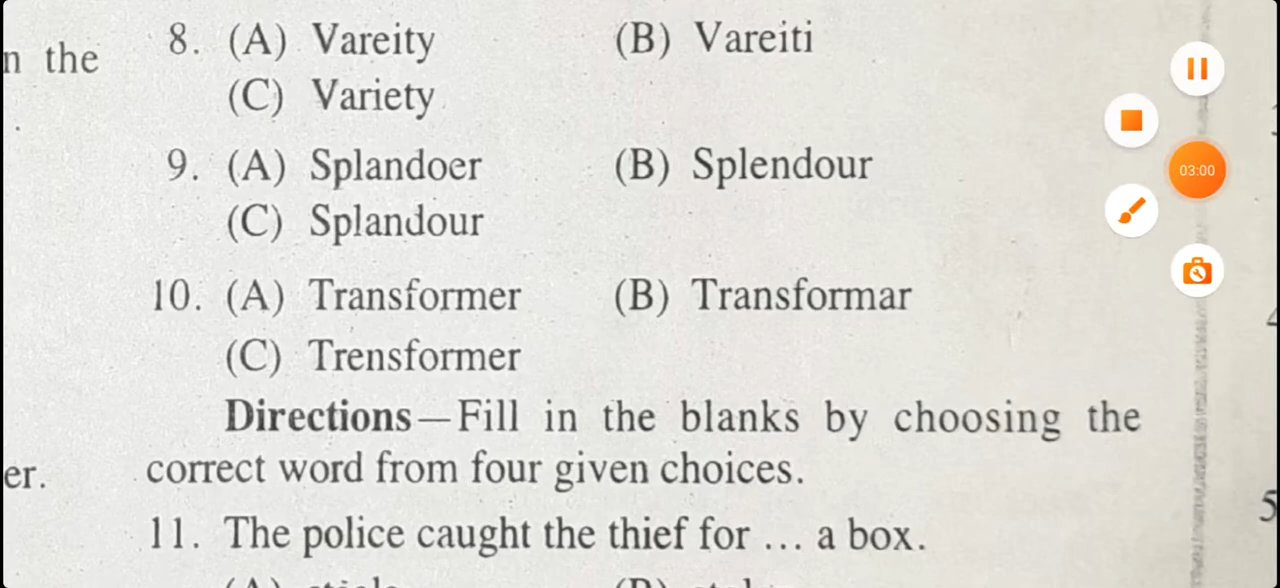 n the
8. (A) Vareity (B) Vareiti
(C) Variety
9. (A) Splandoer (B) Splendour
(C) Splandour
10. (A) Transformer (B) Transformar
(C) Trensformer
Directions—Fill in the blanks by choosing the
er. correct word from four given choices.
11. The police caught the thief for ... a box.
03:00
5